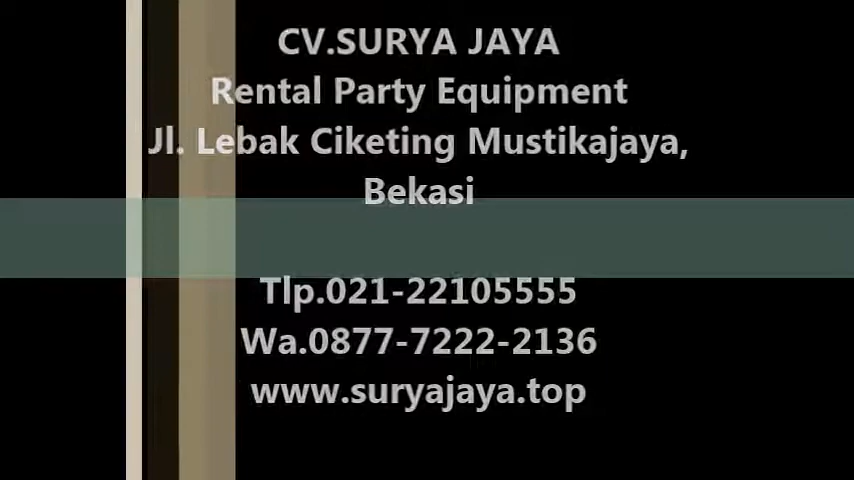 CV.SURYA JAYA
Rental Party Equipment
Jl. Lebak Ciketing Mustikajaya,
Bekasi
Tlp.021-22105555
Wa.0877-7222-2136
www.suryajaya.top